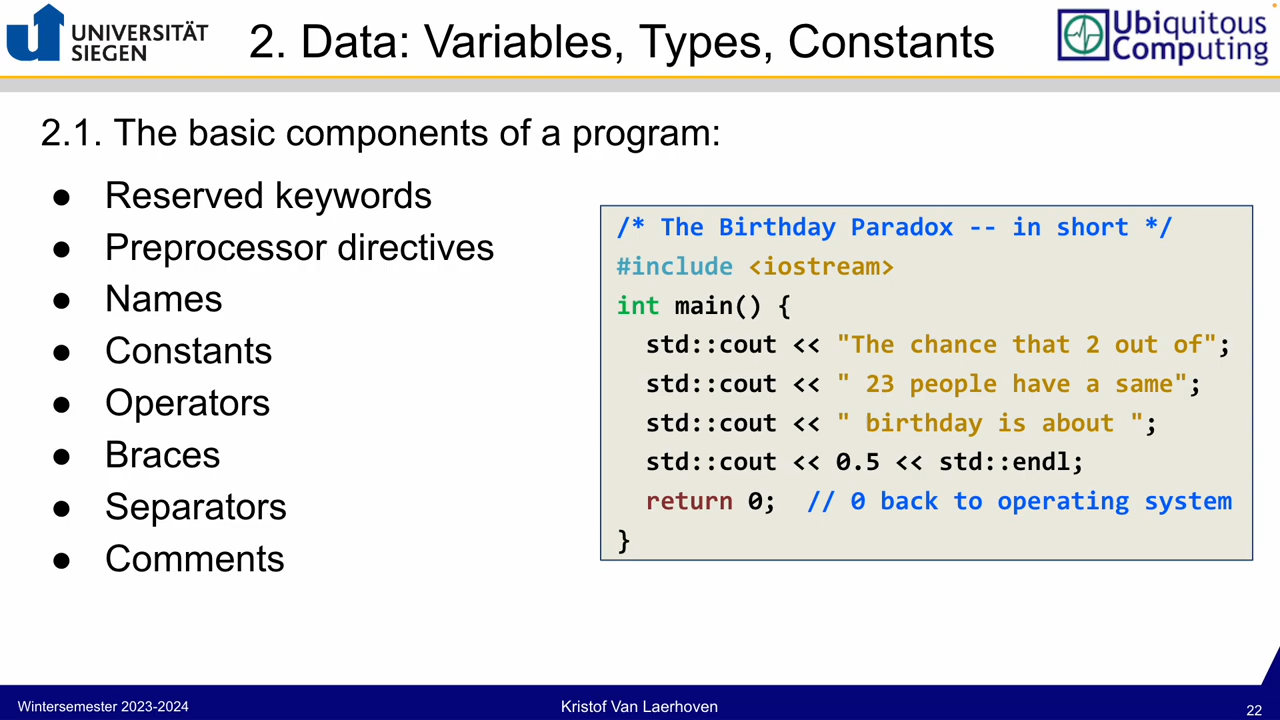 UNIVERSITÄT
SIEGEN
2. Data: Variables, Types, Constants
Ubiquitous
Computing
2.1. The basic components of a program:
● Reserved keywords
● Preprocessor directives
● Names
● Constants
● Operators
● Braces
● Separators
● Comments
/* The Birthday Paradox -- in short */
#include <iostream>
int main() {
  std::cout << "The chance that 2 out of";
  std::cout << " 23 people have a same";
  std::cout << " birthday is about ";
  std::cout << 0.5 << std::endl;
  return 0;  // 0 back to operating system
}
Wintersemester 2023-2024
Kristof Van Laerhoven
22